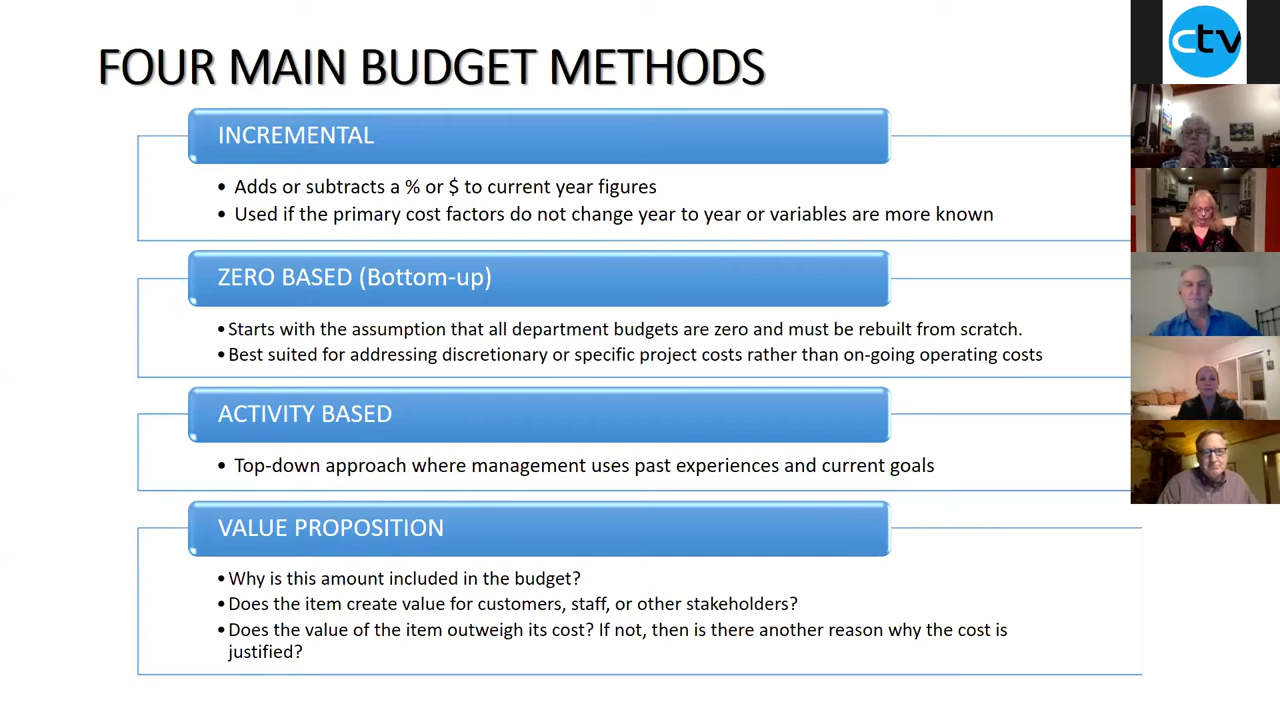 FOUR MAIN BUDGET METHODS
ctv
INCREMENTAL
• Adds or subtracts a % or $ to current year figures
• Used if the primary cost factors do not change year to year or variables are more known
ZERO BASED (Bottom-up)
•Starts with the assumption that all department budgets are zero and must be rebuilt from scratch.
•Best suited for addressing discretionary or specific project costs rather than on-going operating costs
ACTIVITY BASED
• Top-down approach where management uses past experiences and current goals
VALUE PROPOSITION
•Why is this amount included in the budget?
•Does the item create value for customers, staff, or other stakeholders?
•Does the value of the item outweigh its cost? If not, then is there another reason why the cost is
justified?